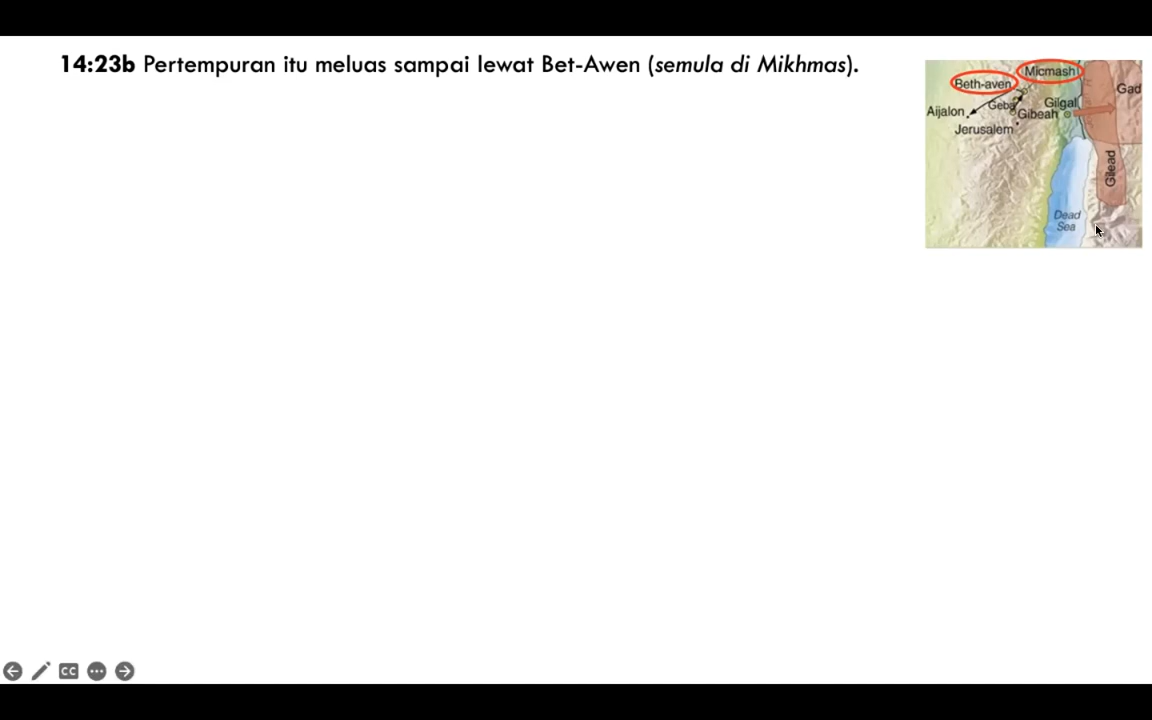 14:23b Pertempuran itu meluas sampai lewat Bet-Awen (semula di Mikhmas).
Micmash
Beth-aven
Gad
Geba
Gilgal
Aijalon
Gibeah
Jerusalem
Gilead
Dead
Sea
CC